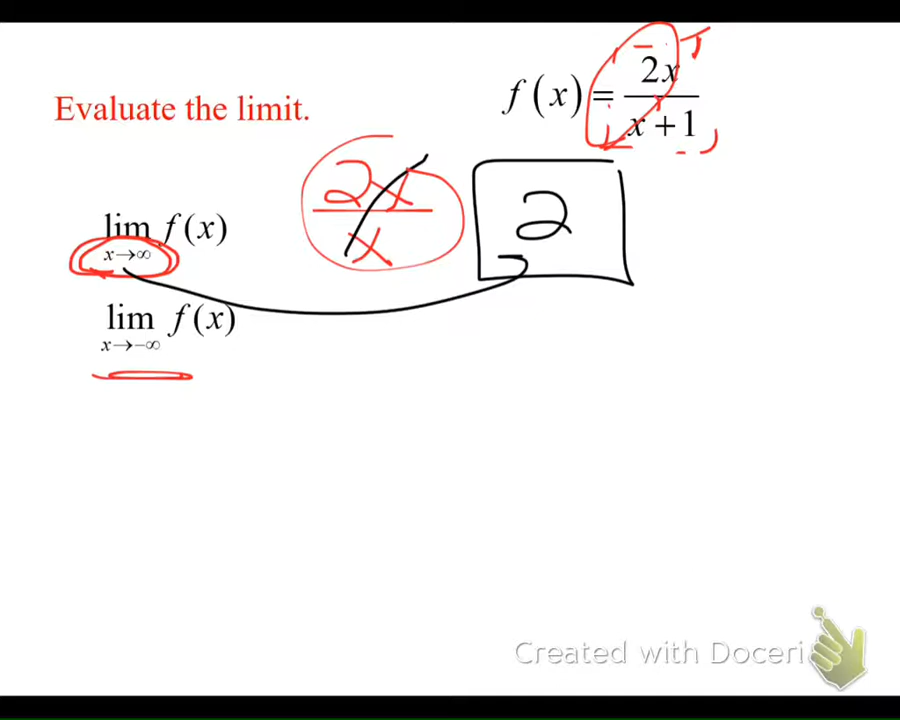 f(x) = 2x / x + 1
Evaluate the limit.
2x / x
2
lim x→∞ f(x)
lim x→-∞ f(x)
Created with Doceri